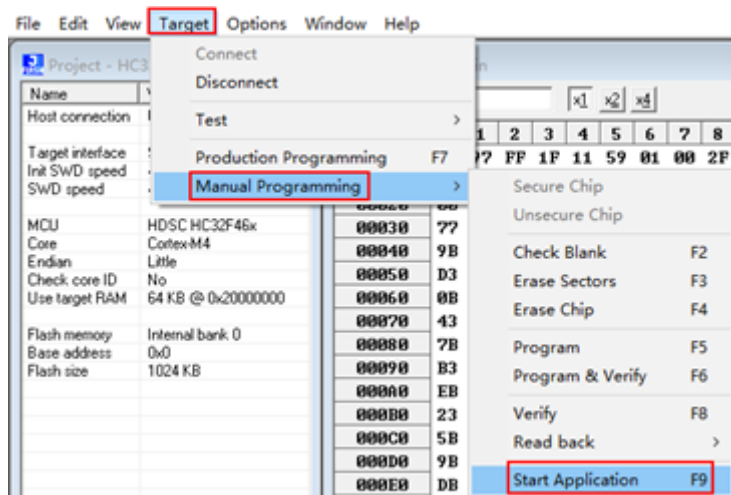 File Edit View Target Options Window Help
Project - HC3
Connect
Disconnect
Test >
Production Programming F7
Manual Programming >
Secure Chip
Unsecure Chip
Check Blank F2
Erase Sectors F3
Erase Chip F4
Program F5
Program & Verify F6
Verify F8
Read back >
Start Application F9
Name
Host connection
Target interface
Init SWD speed
SWD speed
MCU HDSC HC32F46x
Core Cortex-M4
Endian Little
Check core ID No
Use target RAM 64 KB @ 0x20000000
Flash memory Internal bank 0
Base address 0x0
Flash size 1024 KB
x1 x2 x4
1 2 3 4 5 6 7 8
FF 1F 11 59 01 00 2F
00030 77
00040 9B
00050 D3
00060 0B
00070 43
00080 7B
00090 B3
000A0 EB
000B0 23
000C0 5B
000D0 9B
000E0 DB